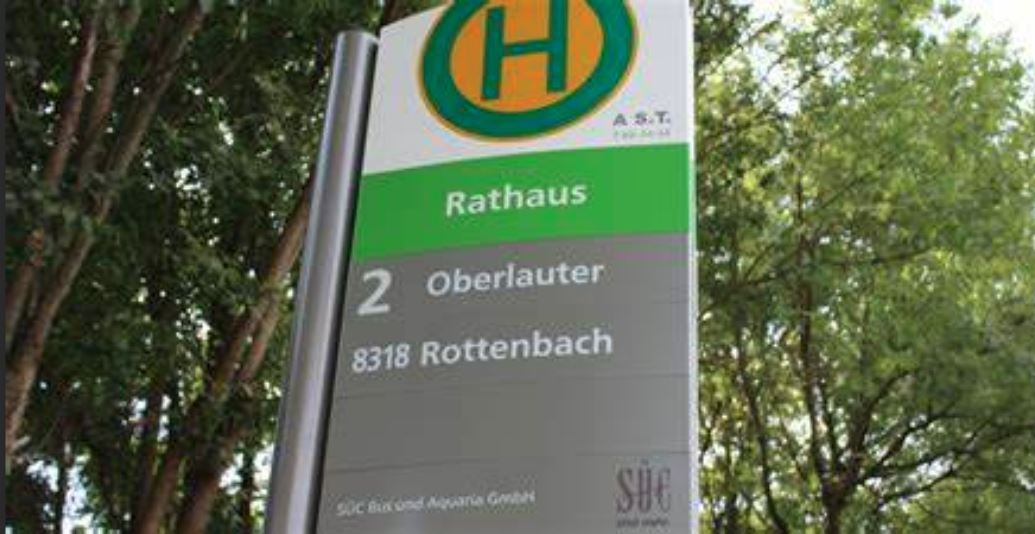 H
A S.T.
Rathaus
2 Oberlauter
8318 Rottenbach
SÜC Bus und Aquaria GmbH
SÜC